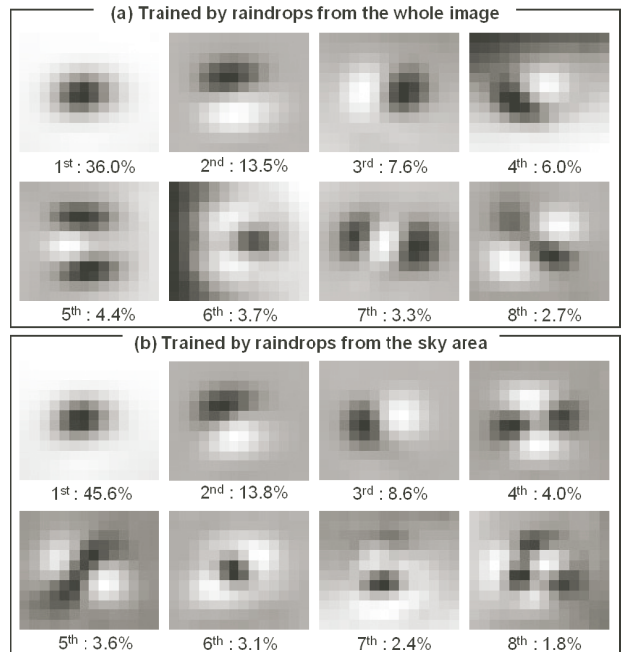 (a) Trained by raindrops from the whole image
1st : 36.0% 2nd : 13.5% 3rd : 7.6% 4th : 6.0%
5th : 4.4% 6th : 3.7% 7th : 3.3% 8th : 2.7%
(b) Trained by raindrops from the sky area
1st : 45.6% 2nd : 13.8% 3rd : 8.6% 4th : 4.0%
5th : 3.6% 6th : 3.1% 7th : 2.4% 8th : 1.8%